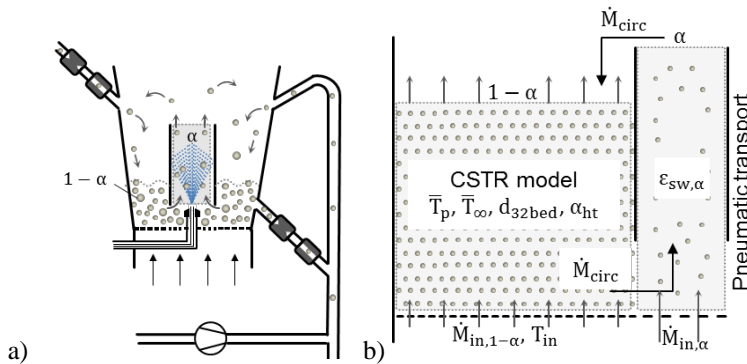 α
1−α
a)
Ṁcirc
α
1−α
CSTR model
T̅p, T̅∞, d32bed, αht
εsw,α
Pneumatic transport
Ṁcirc
Ṁin,1−α, Tin
Ṁin,α
b)